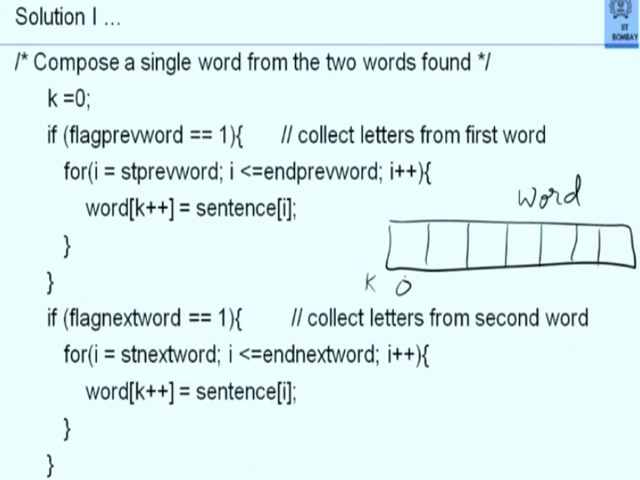 Solution I ...
IIT
BOMBAY
/* Compose a single word from the two words found */
k =0;
if (flagprevword == 1){ // collect letters from first word
for(i = stprevword; i <=endprevword; i++){
word[k++] = sentence[i];
}
}
word
K 0
if (flagnextword == 1){ // collect letters from second word
for(i = stnextword; i <=endnextword; i++){
word[k++] = sentence[i];
}
}